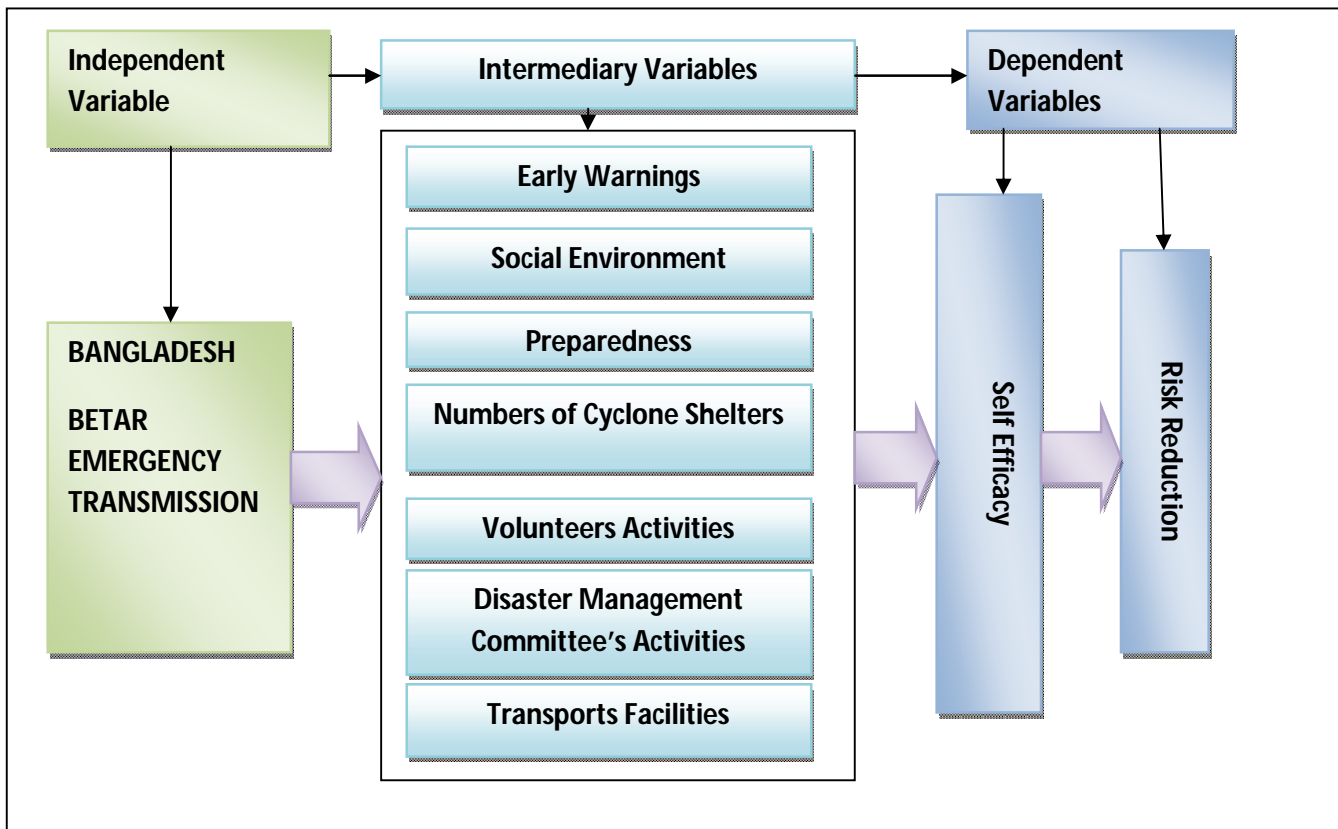 Independent
Variable
Intermediary Variables
Dependent
Variables
Early Warnings
Social Environment
Preparedness
Numbers of Cyclone Shelters
Volunteers Activities
Disaster Management
Committee's Activities
Transports Facilities
BANGLADESH
BETAR
EMERGENCY
TRANSMISSION
Self Efficacy
Risk Reduction